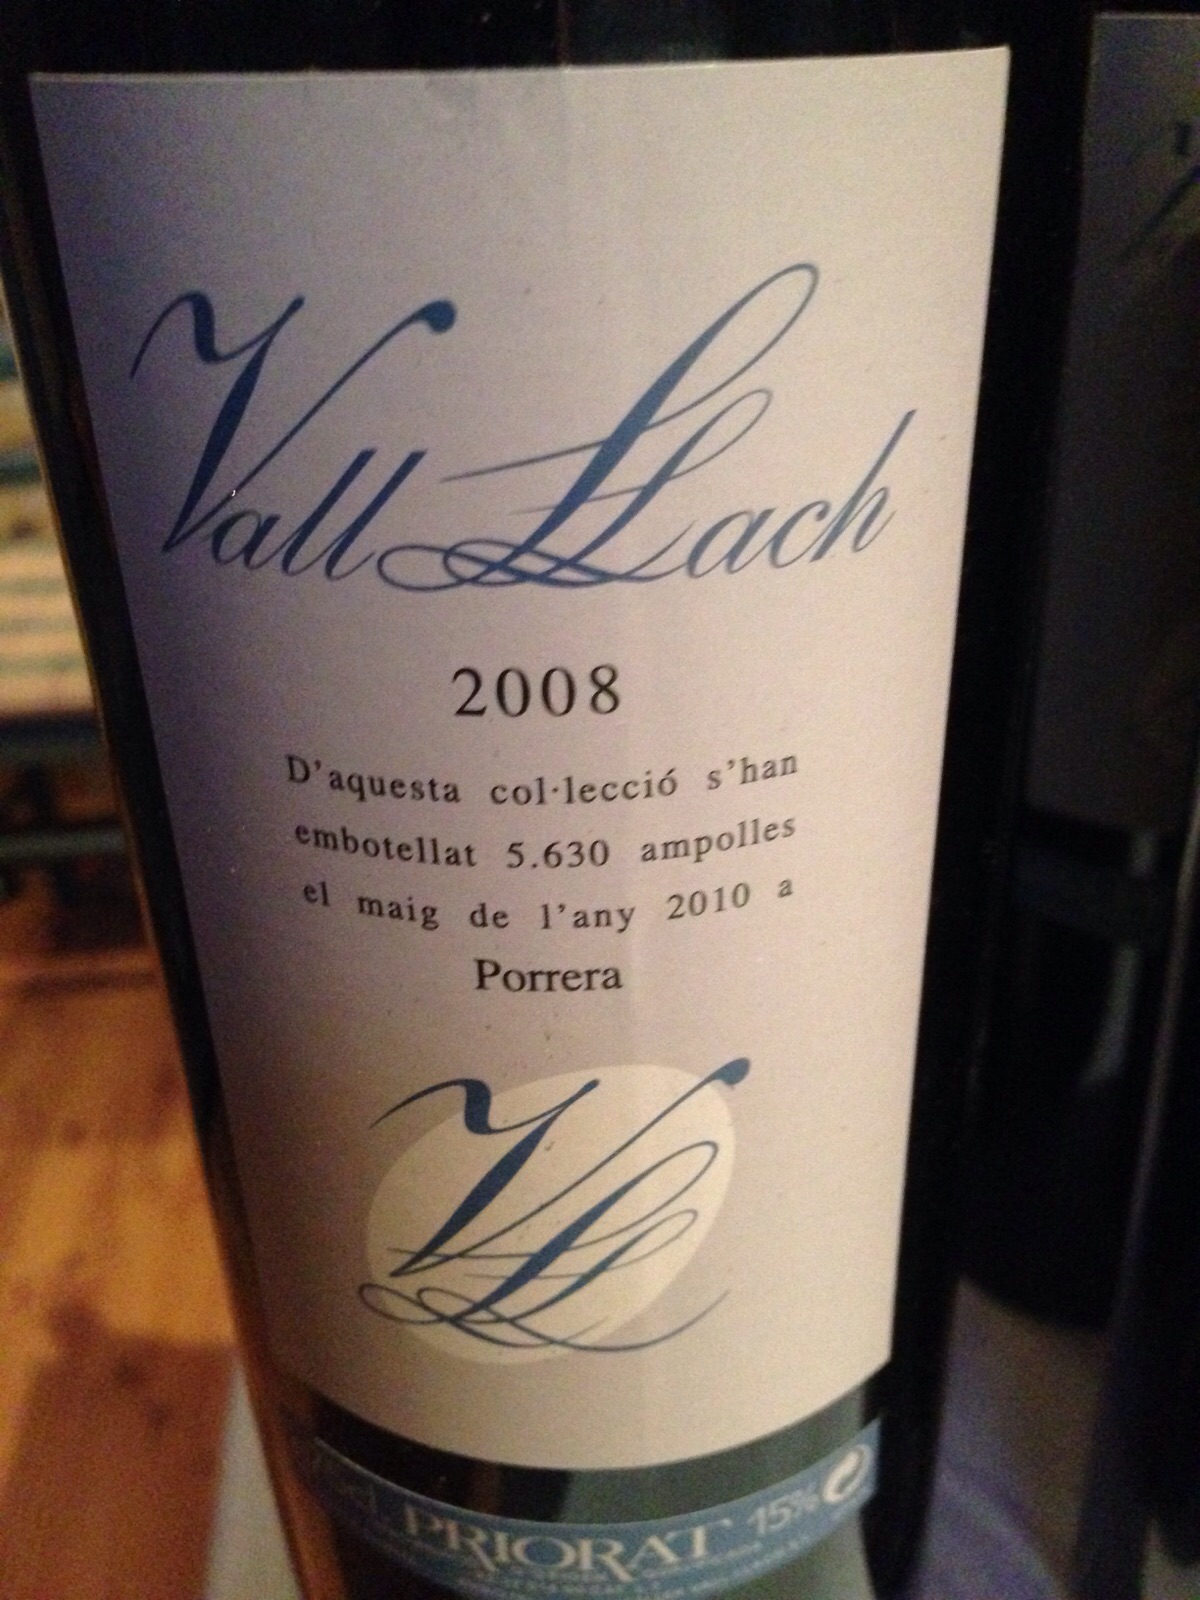 Vall Llach
2008
D'aquesta col·lecció s'han
embotellat 5.630 ampolles
el maig de l'any 2010 a
Porrera
VLL
PRIORAT 15%